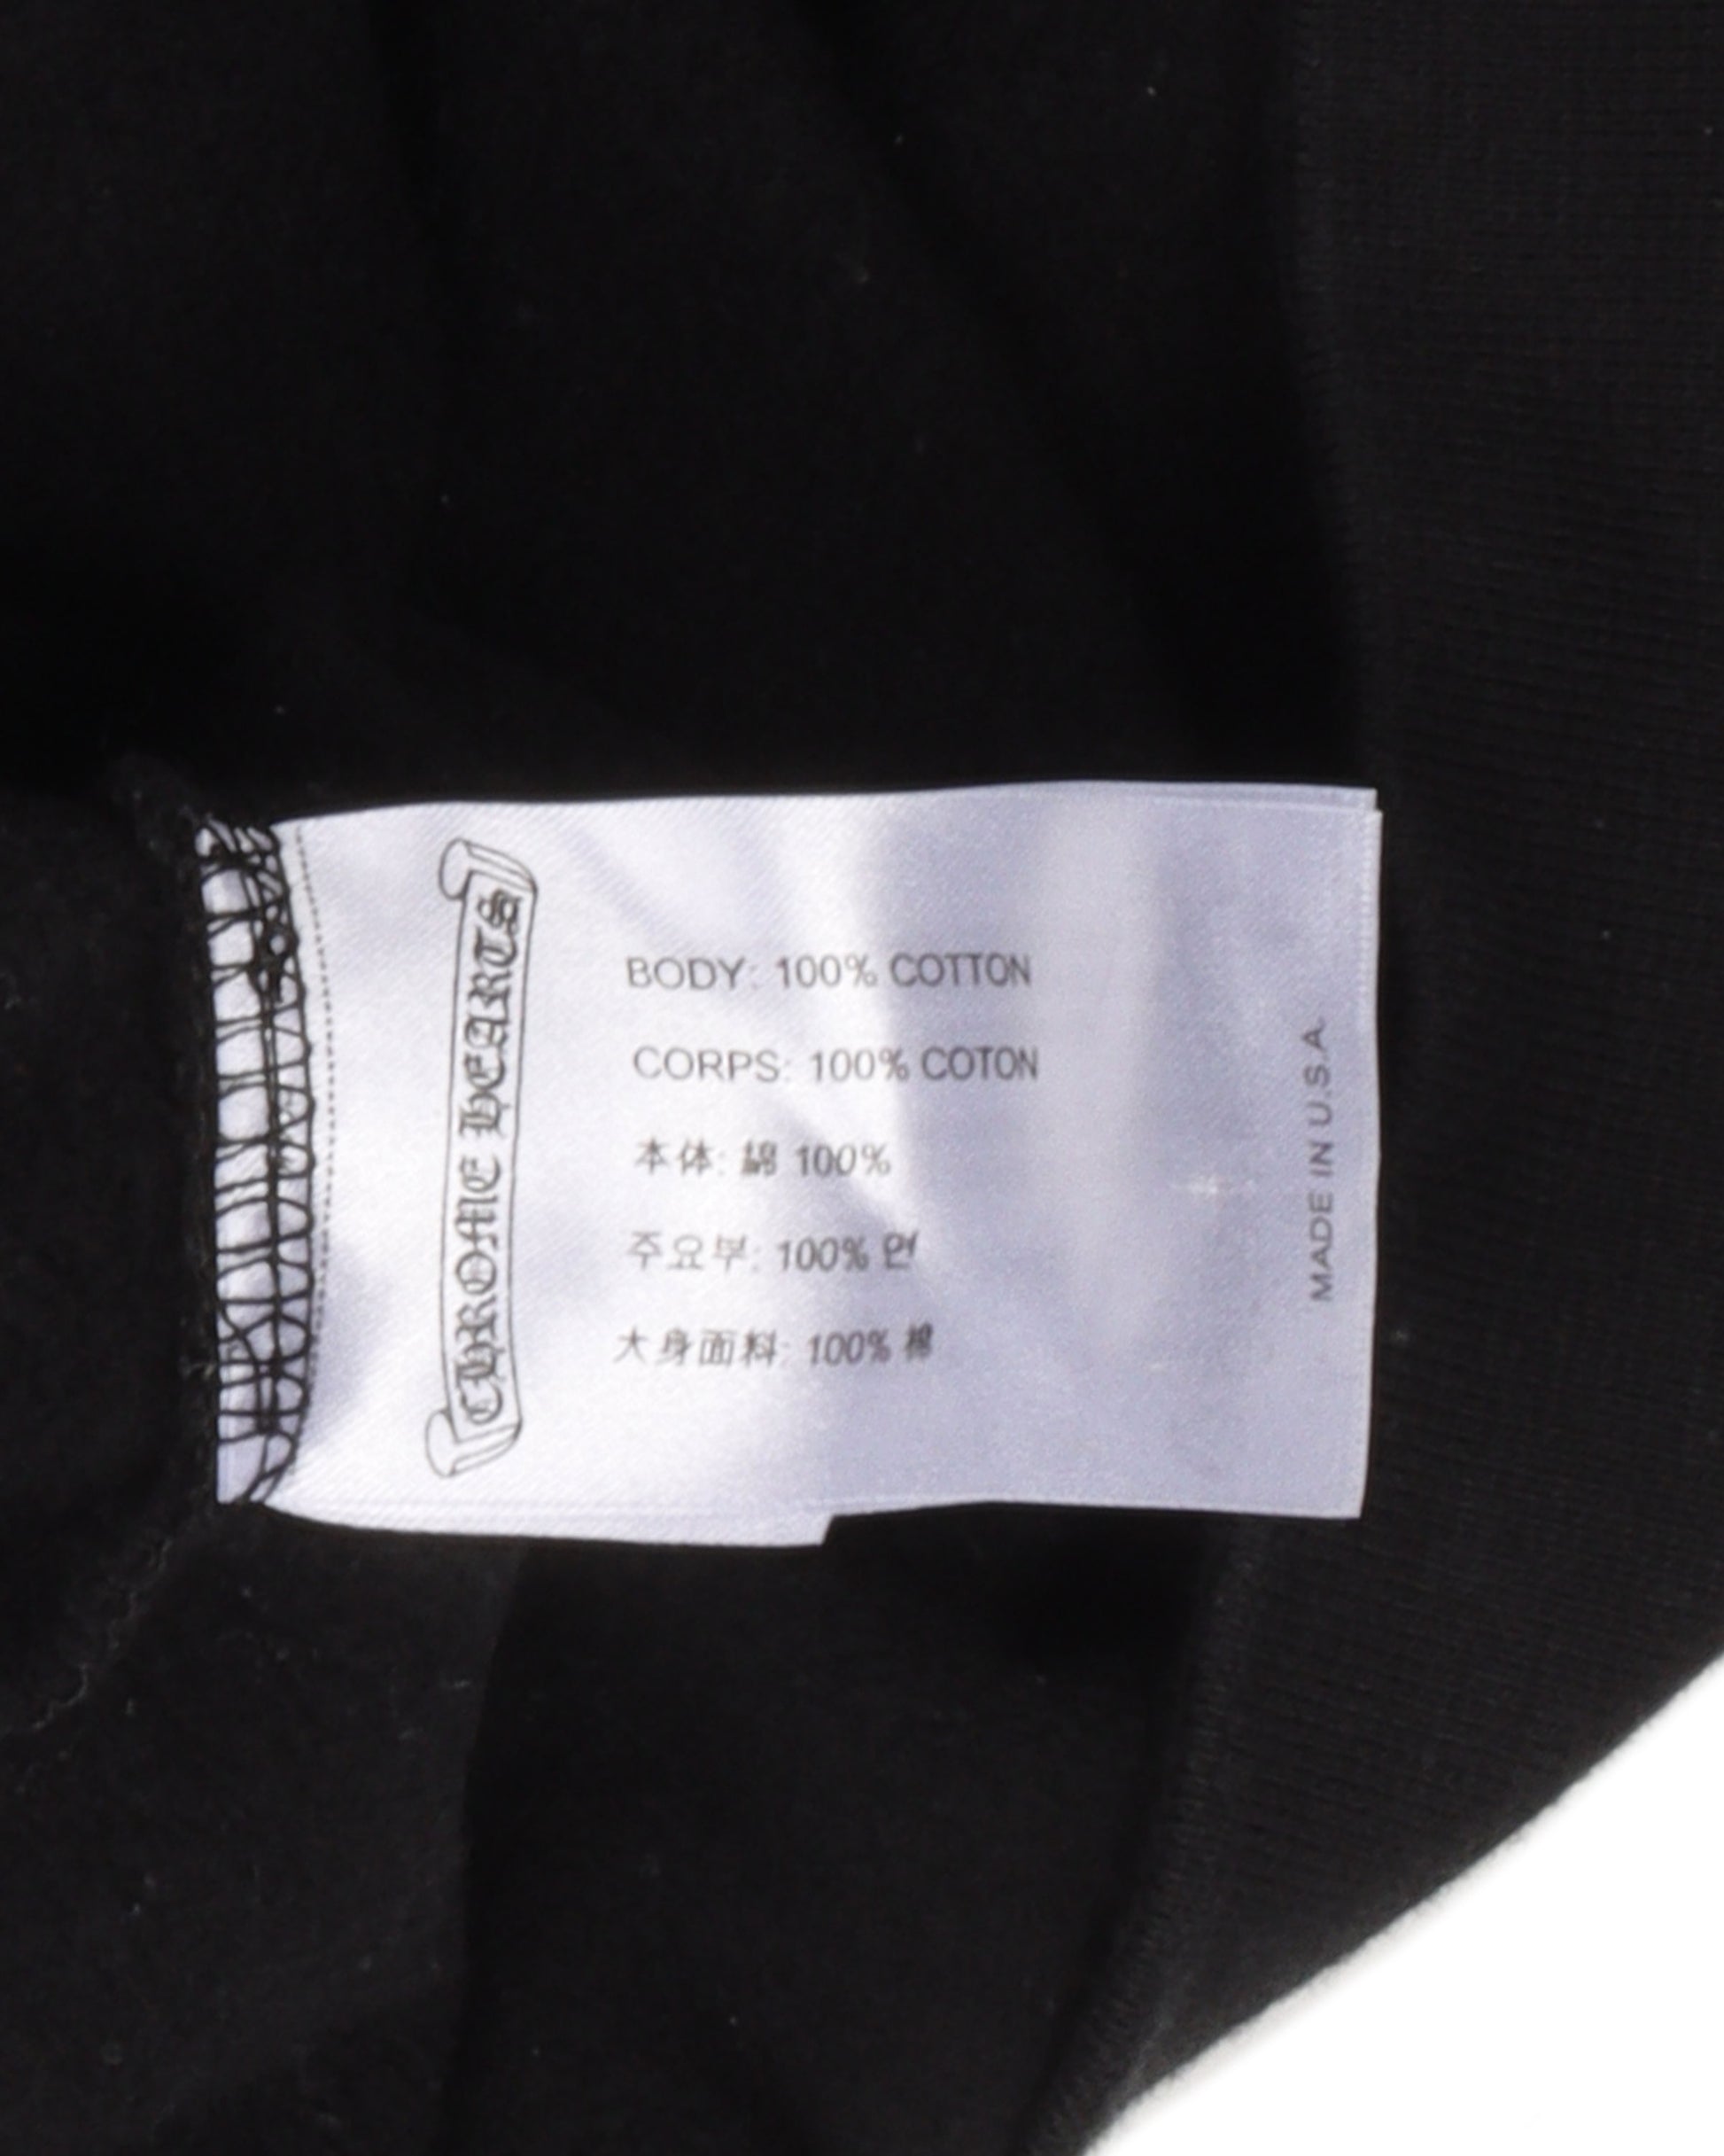 CHROME HEARTS
BODY: 100% COTTON
CORPS: 100% COTON
本体: 綿 100%
주요부: 100% 면
大身面料: 100% 棉
MADE IN U.S.A.